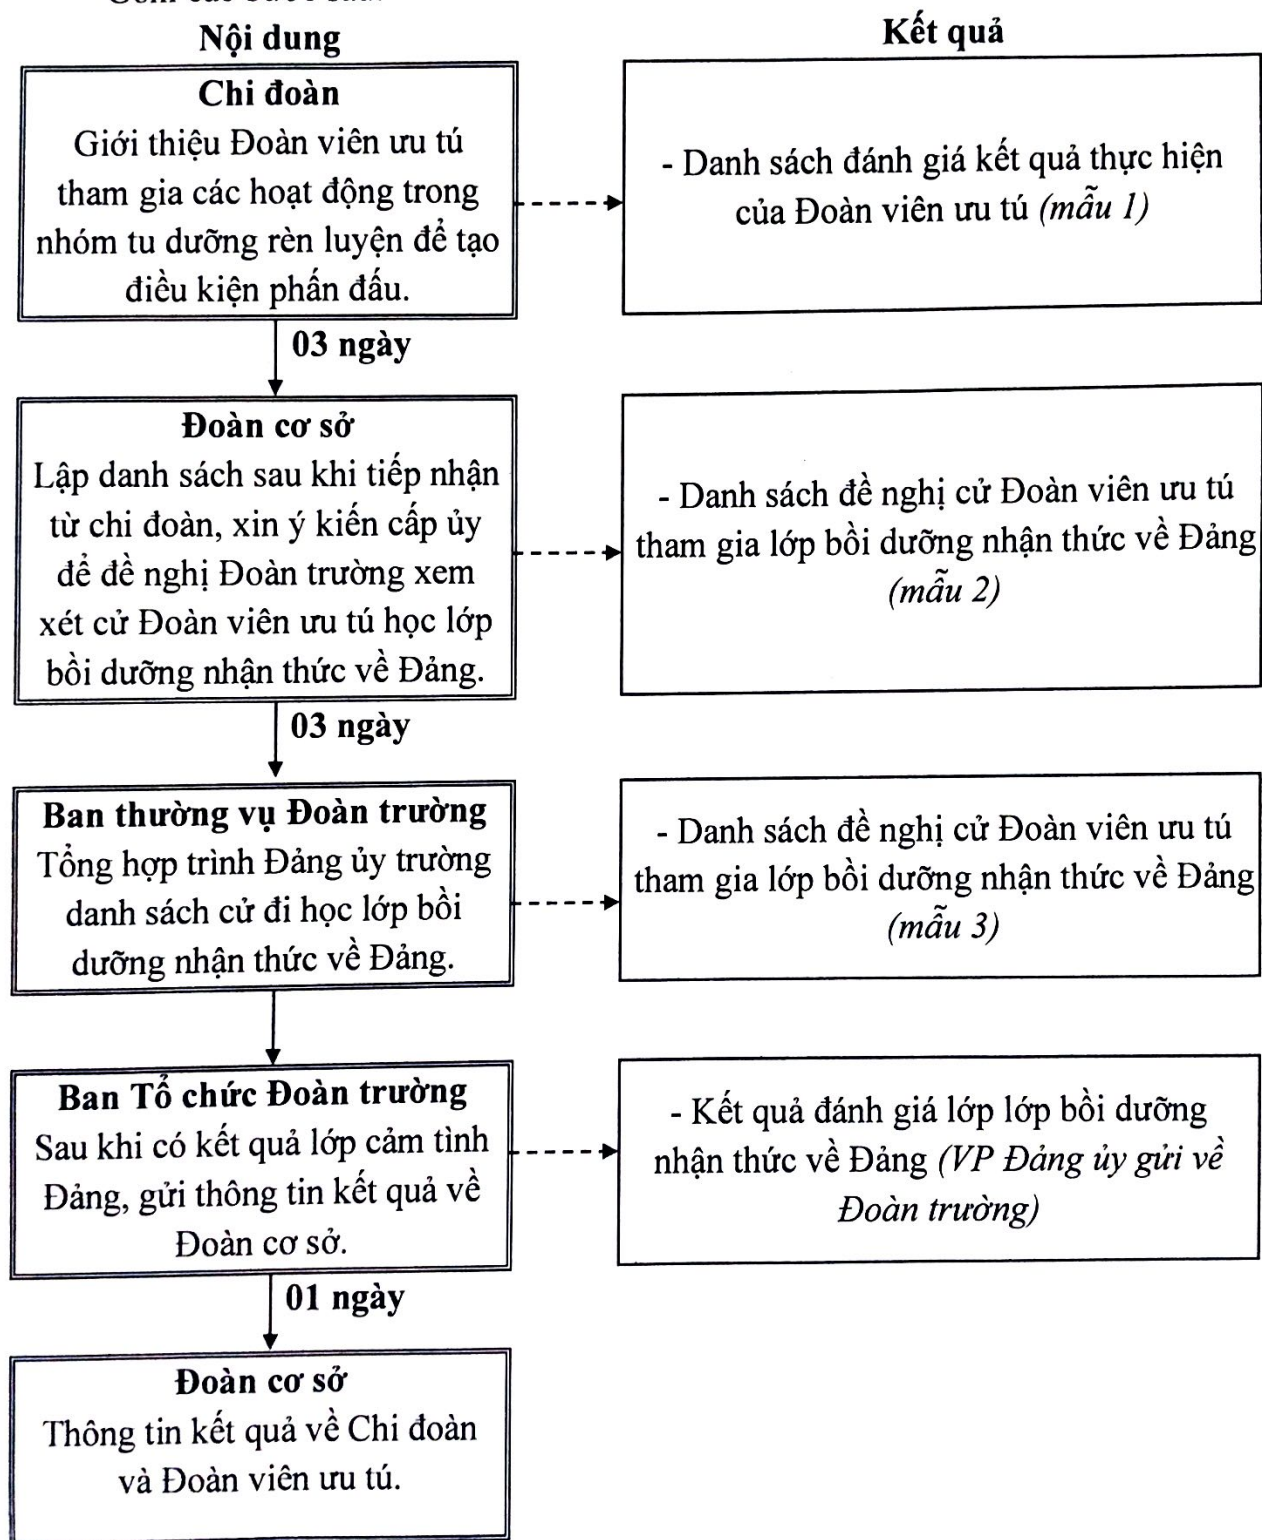 Nội dung
Kết quả
Chi đoàn
Giới thiệu Đoàn viên ưu tú
tham gia các hoạt động trong
nhóm tu dưỡng rèn luyện để tạo
điều kiện phấn đấu.
- Danh sách đánh giá kết quả thực hiện
của Đoàn viên ưu tú (mẫu 1)
03 ngày
Đoàn cơ sở
Lập danh sách sau khi tiếp nhận
từ chi đoàn, xin ý kiến cấp ủy
để đề nghị Đoàn trường xem
xét cử Đoàn viên ưu tú học lớp
bồi dưỡng nhận thức về Đảng.
- Danh sách đề nghị cử Đoàn viên ưu tú
tham gia lớp bồi dưỡng nhận thức về Đảng
(mẫu 2)
03 ngày
Ban thường vụ Đoàn trường
Tổng hợp trình Đảng ủy trường
danh sách cử đi học lớp bồi
dưỡng nhận thức về Đảng.
- Danh sách đề nghị cử Đoàn viên ưu tú
tham gia lớp bồi dưỡng nhận thức về Đảng
(mẫu 3)
Ban Tổ chức Đoàn trường
Sau khi có kết quả lớp cảm tình
Đảng, gửi thông tin kết quả về
Đoàn cơ sở.
- Kết quả đánh giá lớp lớp bồi dưỡng
nhận thức về Đảng (VP Đảng ủy gửi về
Đoàn trường)
01 ngày
Đoàn cơ sở
Thông tin kết quả về Chi đoàn
và Đoàn viên ưu tú.